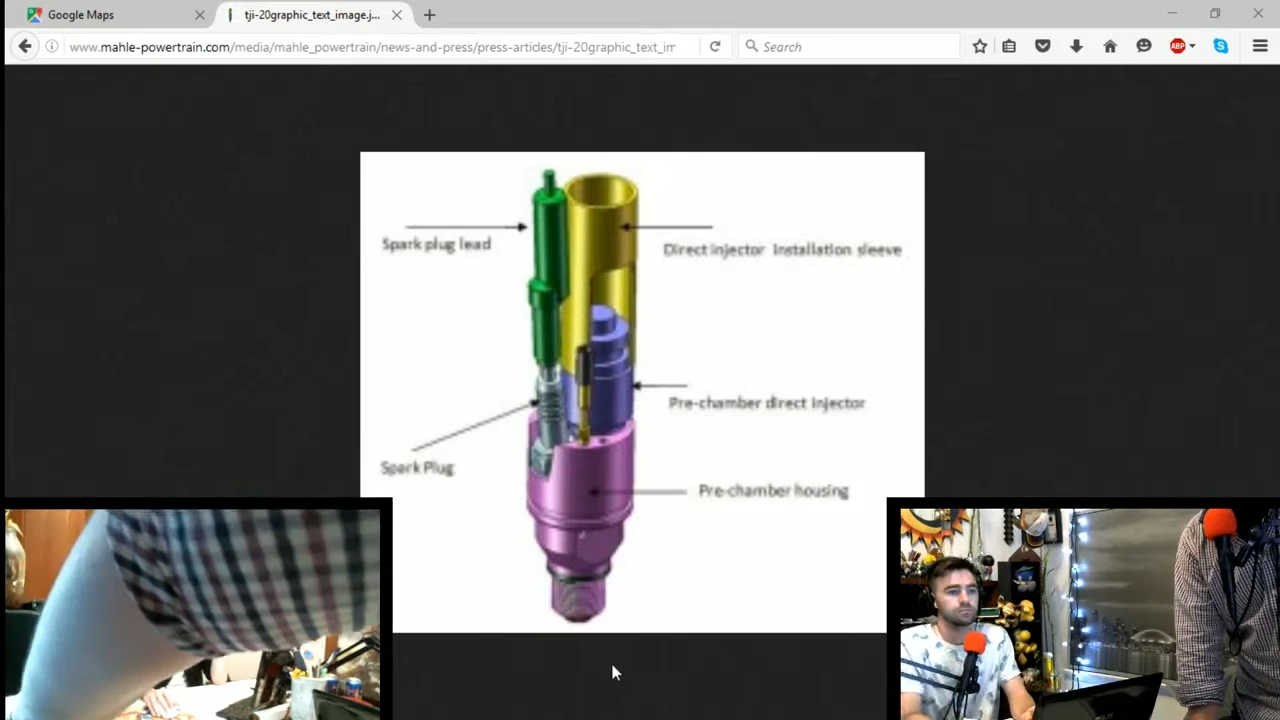 Google Maps
tji-20graphic_text_image.j...
www.mahle-powertrain.com/media/mahle_powertrain/news-and-press/press-articles/tji-20graphic_text_im
Search
ABP
Spark plug lead
Direct injector installation sleeve
Pre-chamber direct injector
Spark Plug
Pre-chamber housing